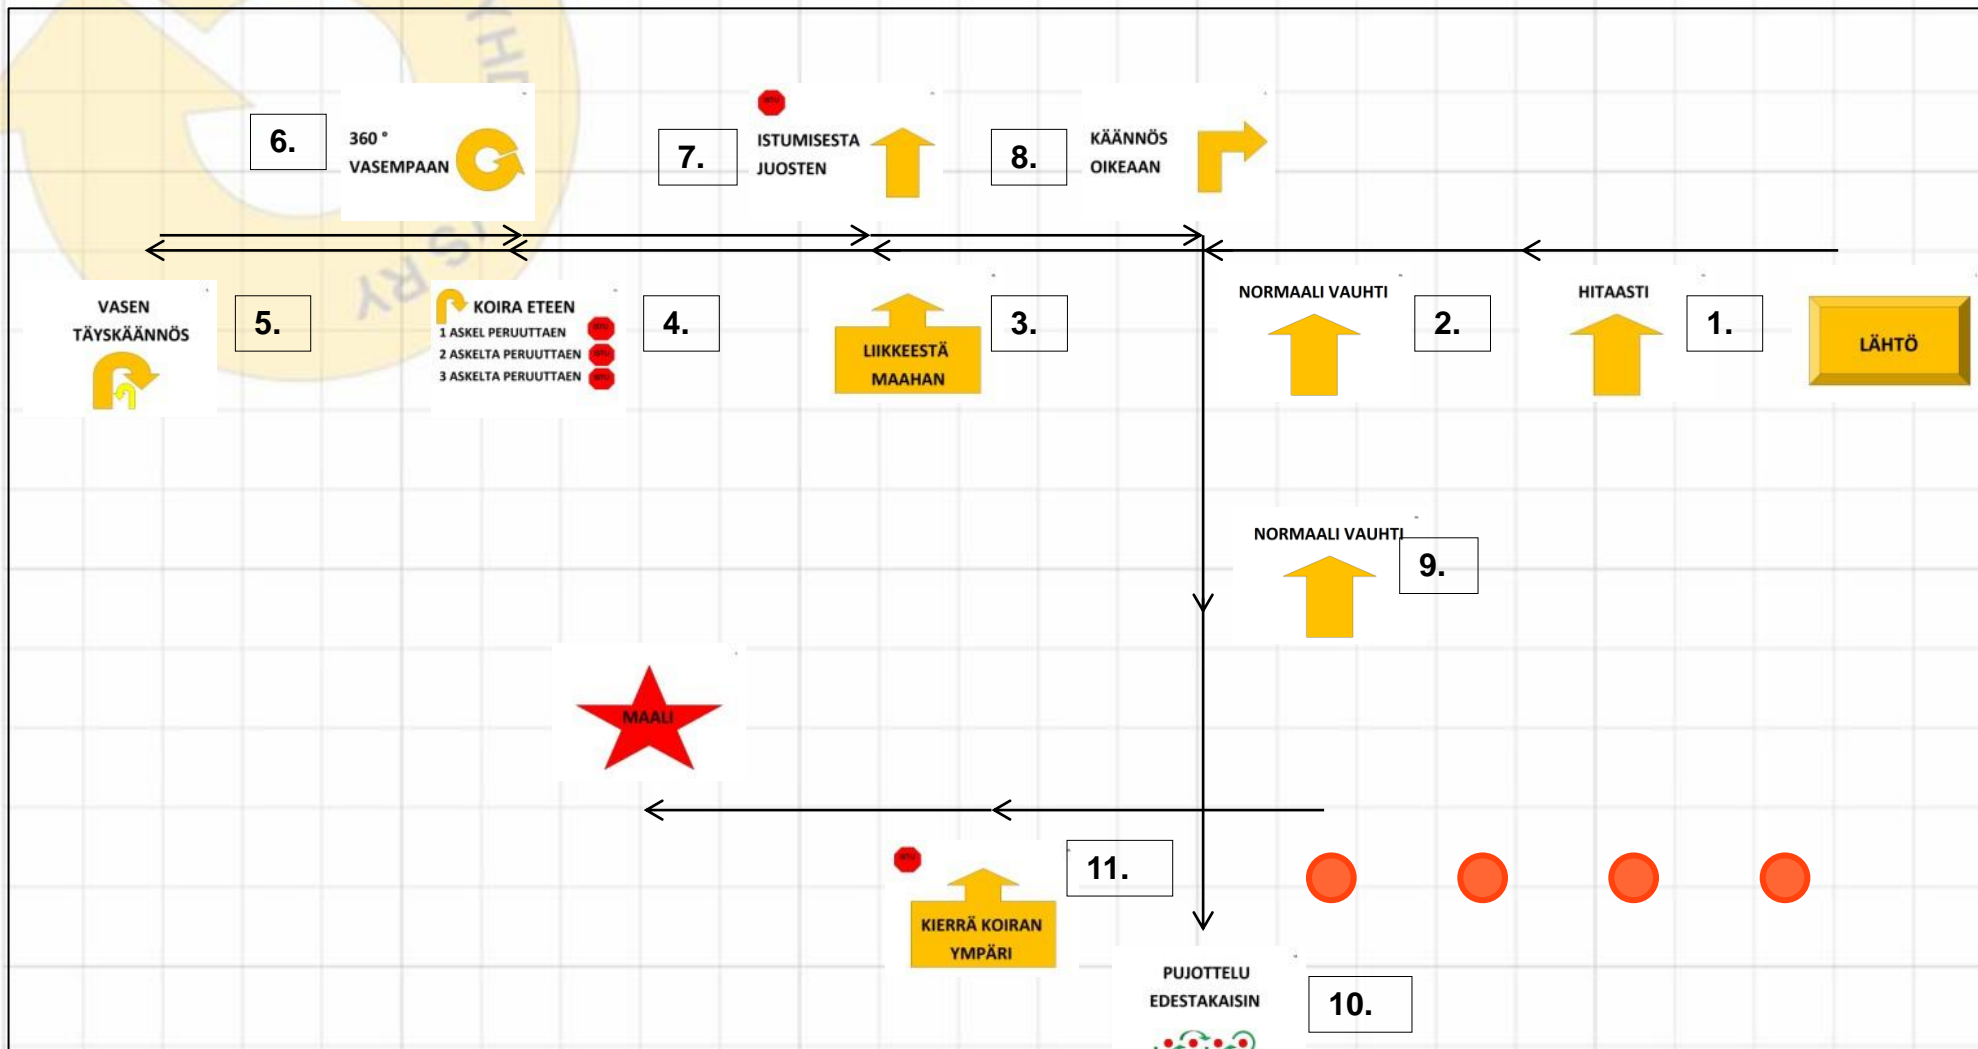 6.
360 °
VASEMPAAN
7.
ISTUMISESTA
JUOSTEN
8.
KÄÄNNÖS
OIKEAAN
VASEN
TÄYSKÄÄNNÖS
5.
KOIRA ETEEN
1 ASKEL PERUUTTAEN
2 ASKELTA PERUUTTAEN
3 ASKELTA PERUUTTAEN
4.
LIIKKEESTÄ
MAAHAN
3.
NORMAALI VAUHTI
2.
HITAASTI
1.
LÄHTÖ
NORMAALI VAUHTI
9.
MAALI
KIERRÄ KOIRAN
YMPÄRI
11.
PUJOTTELU
EDESTAKAISIN
10.
S RY